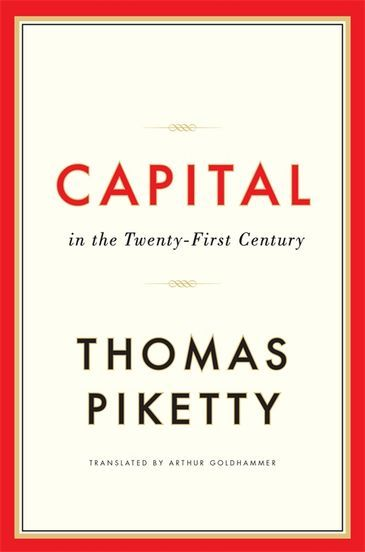 CAPITAL
in the Twenty-First Century
THOMAS
PIKETTY
TRANSLATED BY ARTHUR GOLDHAMMER